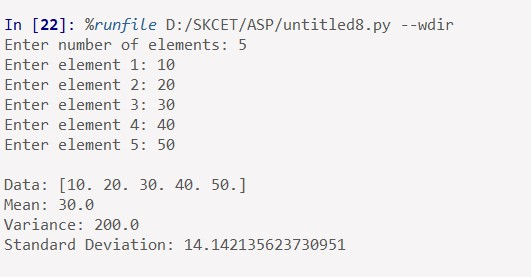 In [22]: %runfile D:/SKCET/ASP/untitled8.py --wdir
Enter number of elements: 5
Enter element 1: 10
Enter element 2: 20
Enter element 3: 30
Enter element 4: 40
Enter element 5: 50
Data: [10. 20. 30. 40. 50.]
Mean: 30.0
Variance: 200.0
Standard Deviation: 14.142135623730951